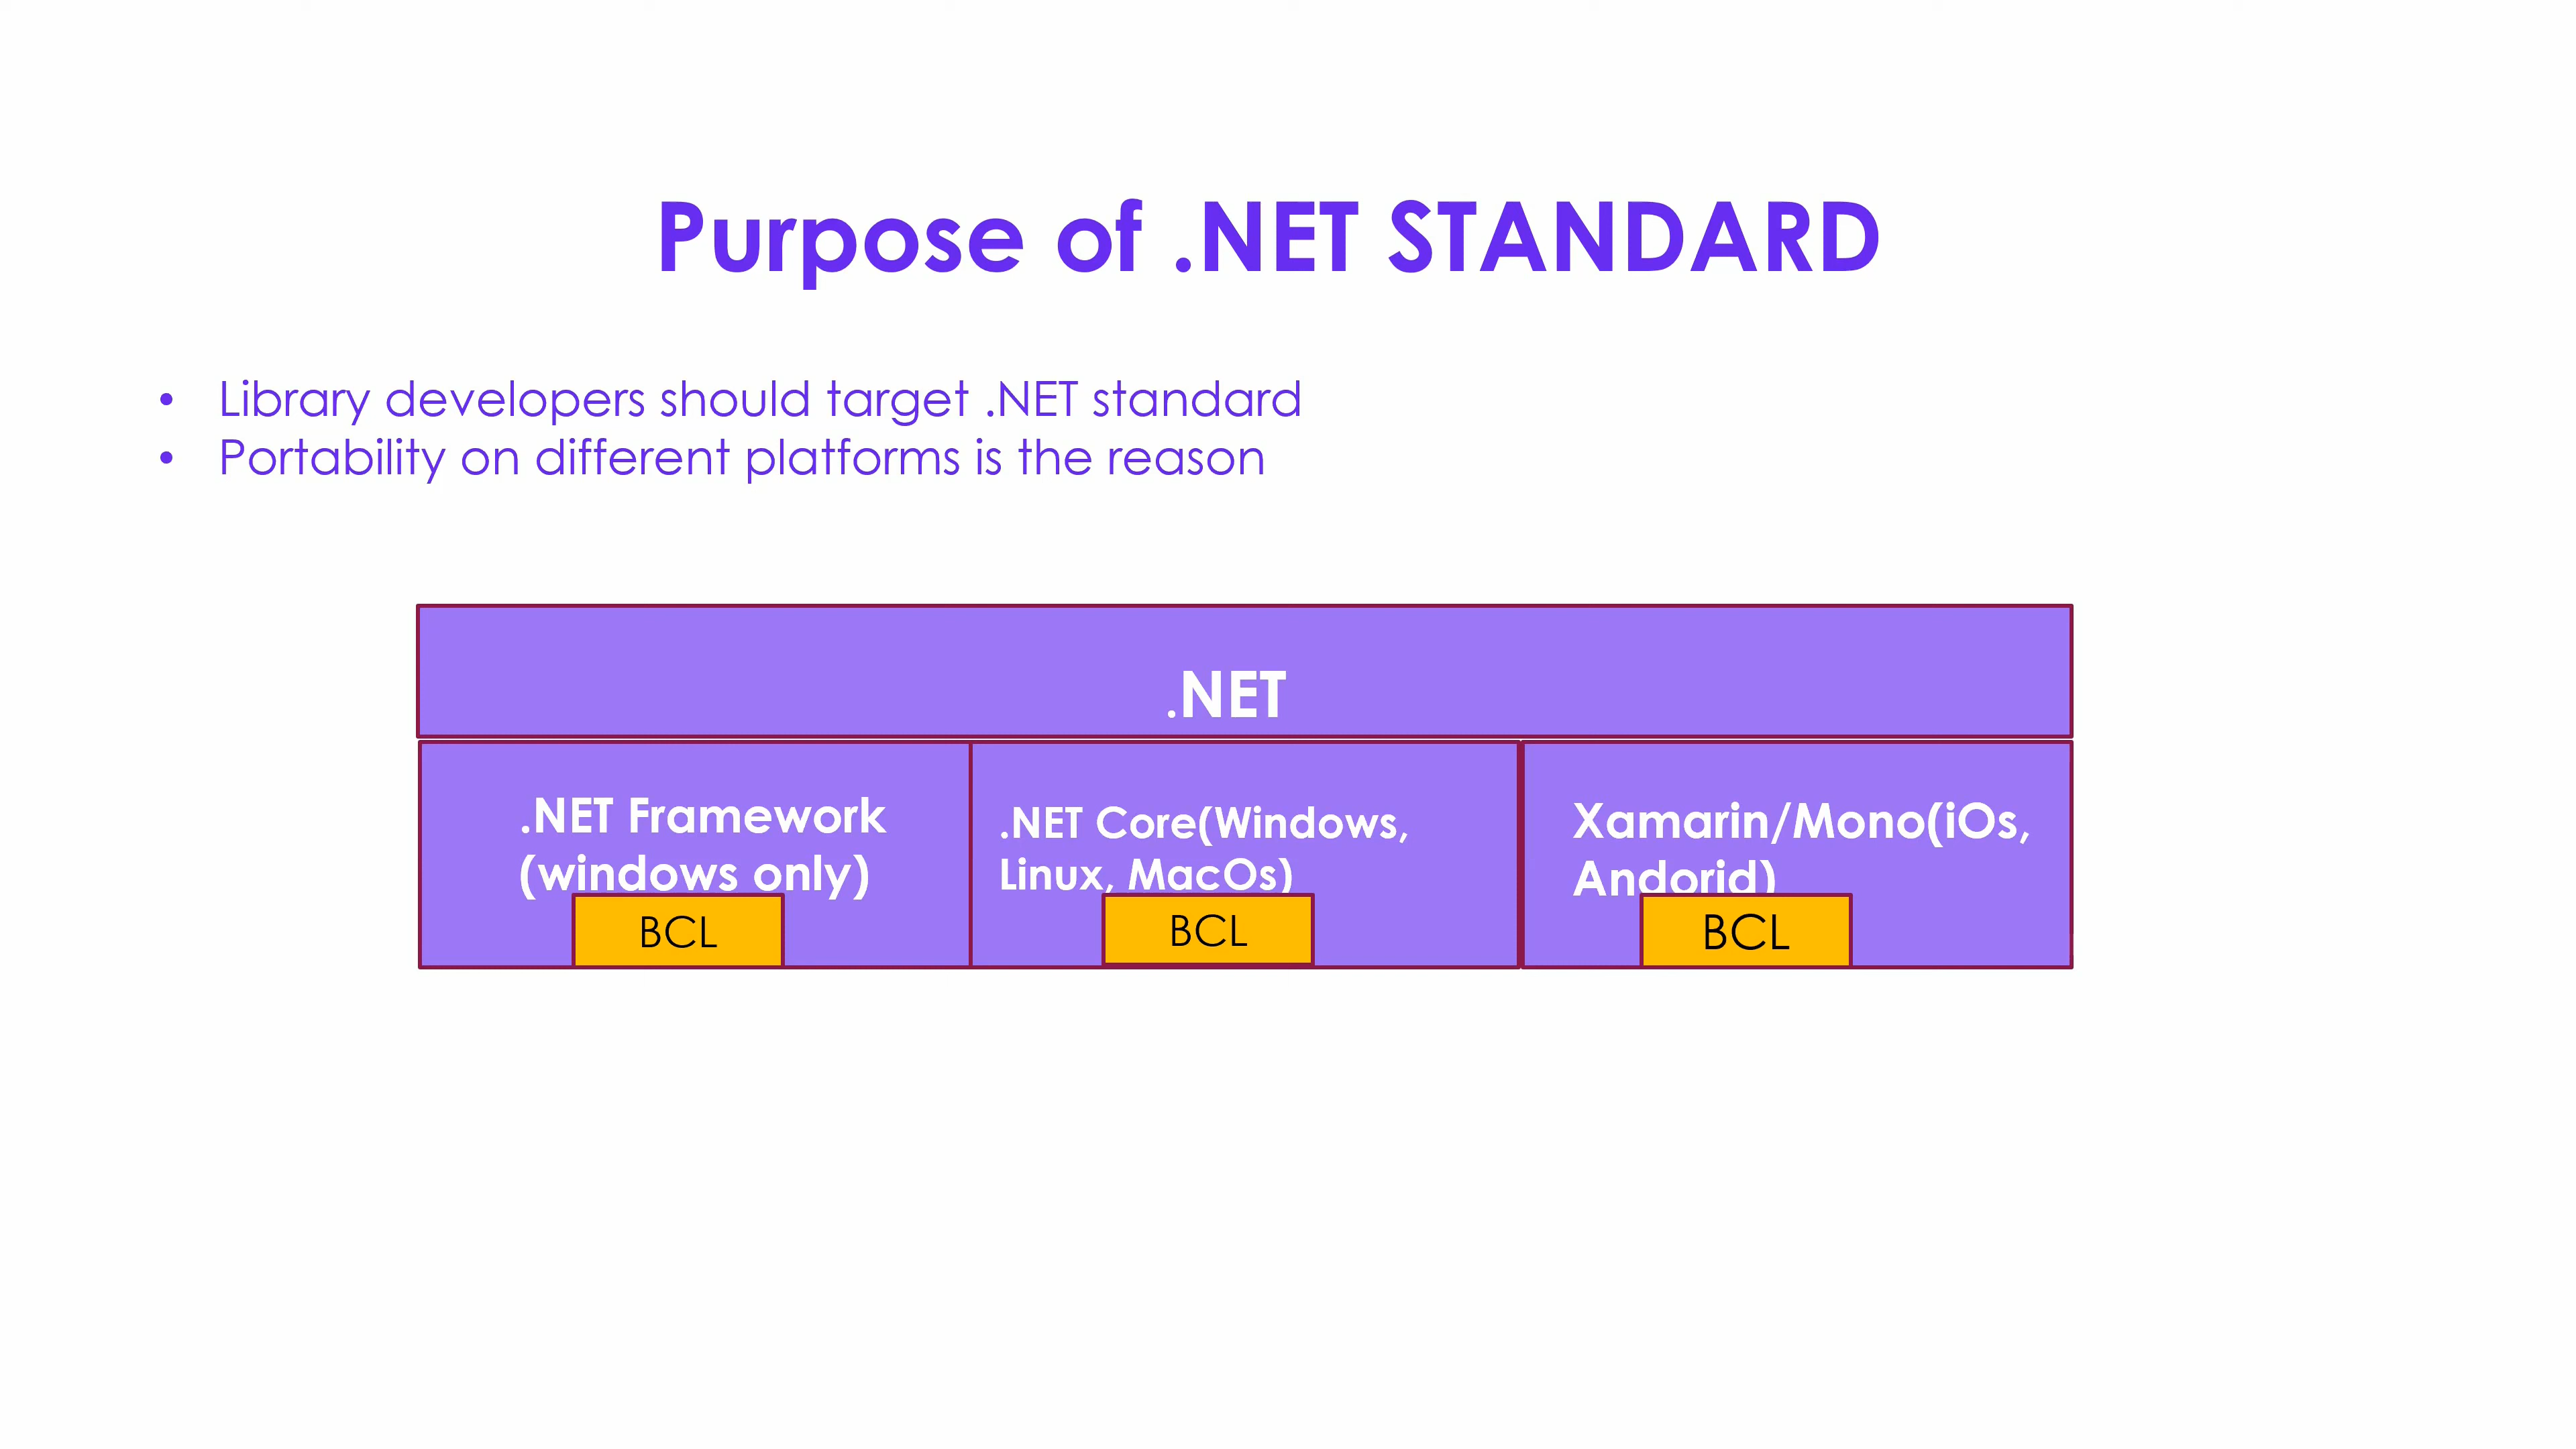 Purpose of .NET STANDARD
• Library developers should target .NET standard
• Portability on different platforms is the reason
.NET
.NET Framework
(windows only)
BCL
.NET Core(Windows,
Linux, MacOs)
BCL
Xamarin/Mono(iOs,
Andorid)
BCL